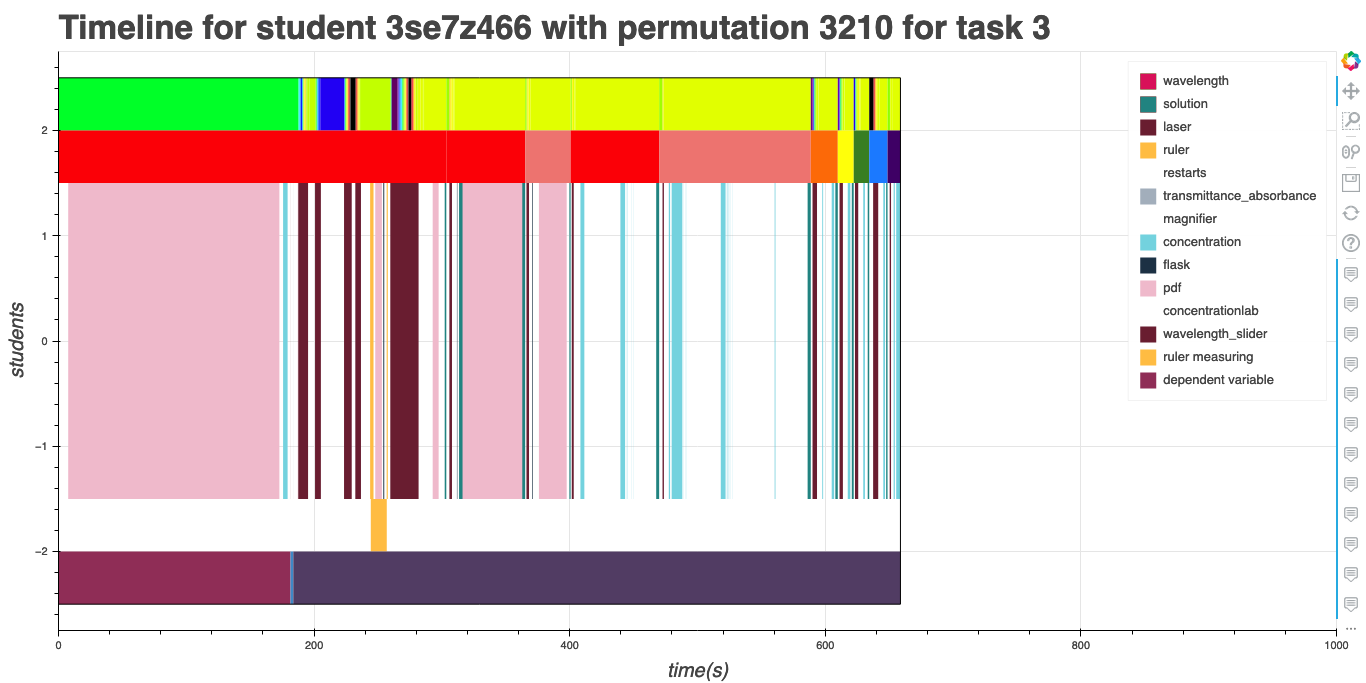 Timeline for student 3se7z466 with permutation 3210 for task 3
wavelength
solution
laser
ruler
restarts
transmittance_absorbance
magnifier
concentration
flask
pdf
concentrationlab
wavelength_slider
ruler measuring
dependent variable
students
2
1
0
−1
−2
0
200
400
600
800
1000
time(s)